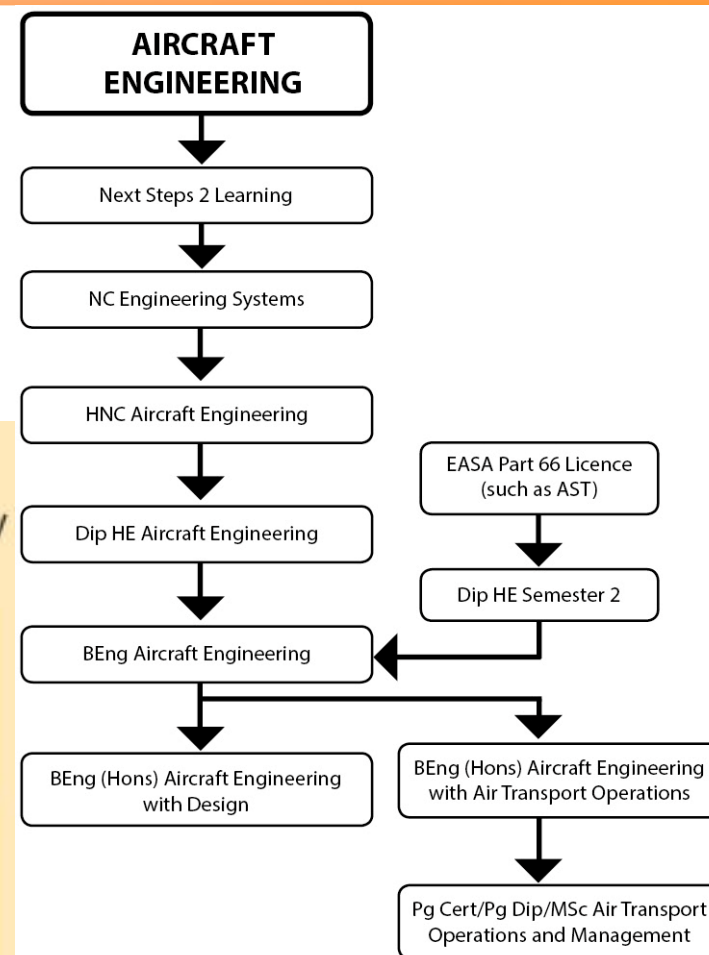 AIRCRAFT
ENGINEERING
Next Steps 2 Learning
NC Engineering Systems
HNC Aircraft Engineering
EASA Part 66 Licence
(such as AST)
Dip HE Aircraft Engineering
Dip HE Semester 2
BEng Aircraft Engineering
BEng (Hons) Aircraft Engineering
with Design
BEng (Hons) Aircraft Engineering
with Air Transport Operations
Pg Cert/Pg Dip/MSc Air Transport
Operations and Management